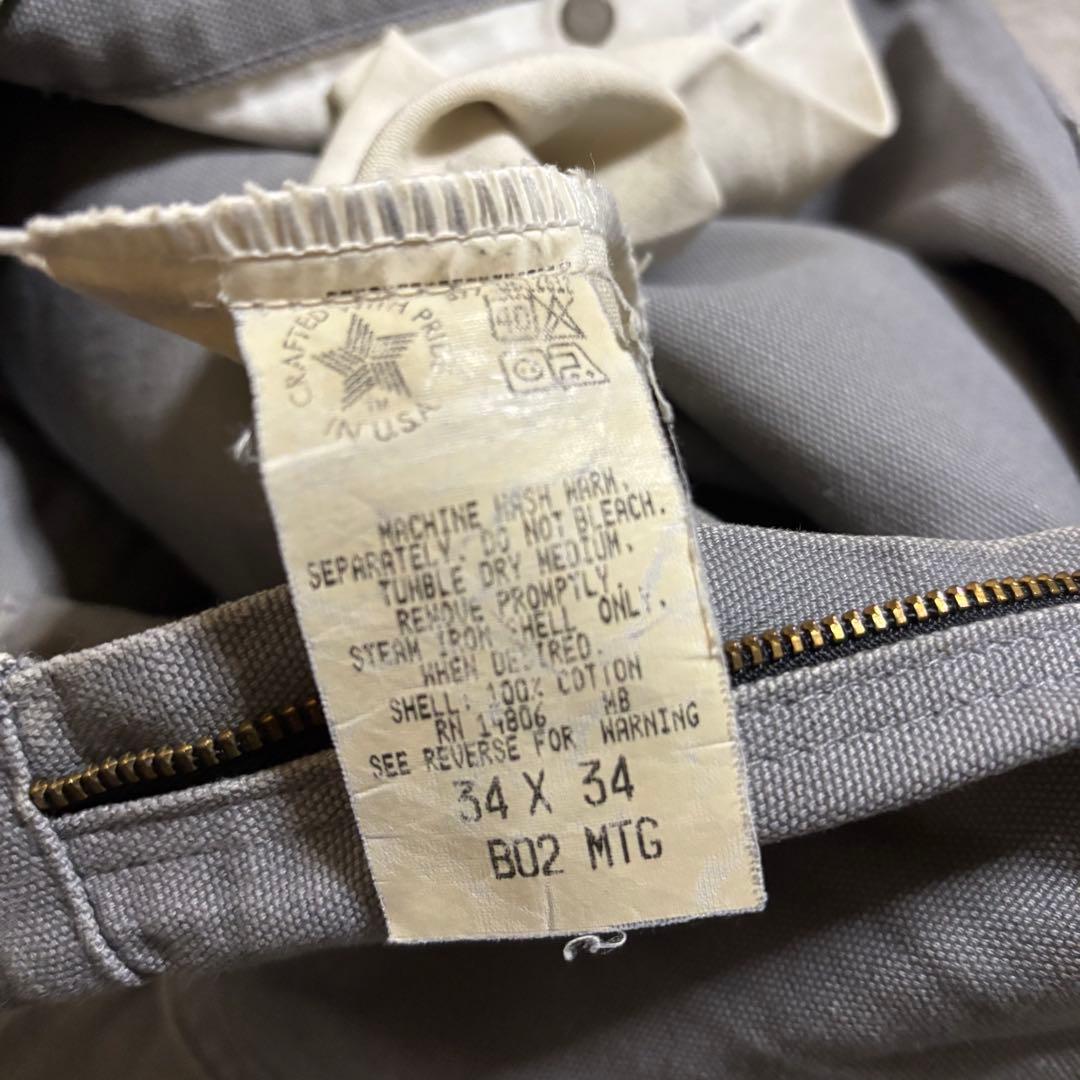 CRAFTED WITH PRIDE
IN U.S.A.
40
MACHINE WASH WARM.
SEPARATELY. DO NOT BLEACH.
TUMBLE DRY MEDIUM.
REMOVE PROMPTLY.
STEAM IRON SHELL ONLY.
WHEN DESIRED.
SHELL: 100% COTTON
RN 14806 MB
SEE REVERSE FOR WARNING
34 X 34
B02 MTG